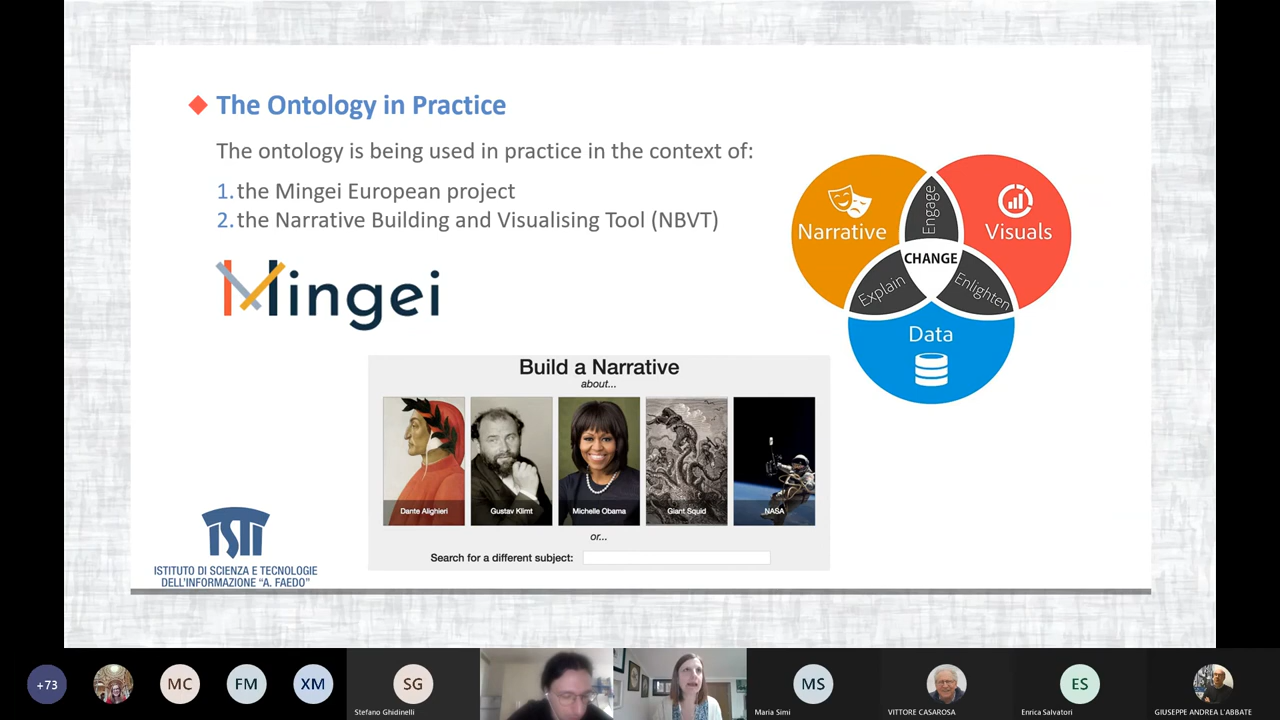 The Ontology in Practice
The ontology is being used in practice in the context of:
1. the Mingei European project
2. the Narrative Building and Visualising Tool (NBVT)
Mingei
Narrative
Engage
Visuals
CHANGE
Explain
Enlighten
Data
Build a Narrative
about...
Dante Alighieri
Gustav Klimt
Michelle Obama
Giant Squid
NASA
or...
Search for a different subject:
ISTI
ISTITUTO DI SCIENZA E TECNOLOGIE
DELL'INFORMAZIONE "A. FAEDO"
+73
MC
FM
XM
SG
Stefano Ghidinelli
MS
Maria Simi
VITTORE CASAROSA
ES
Enrica Salvatori
GIUSEPPE ANDREA L'ABBATE